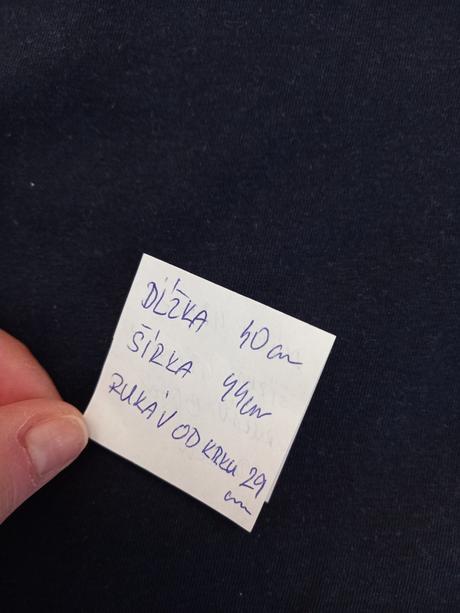 DĹŽKA 40 cm
ŠÍRKA 44 cm
RUKÁV OD KRKU 29
cm